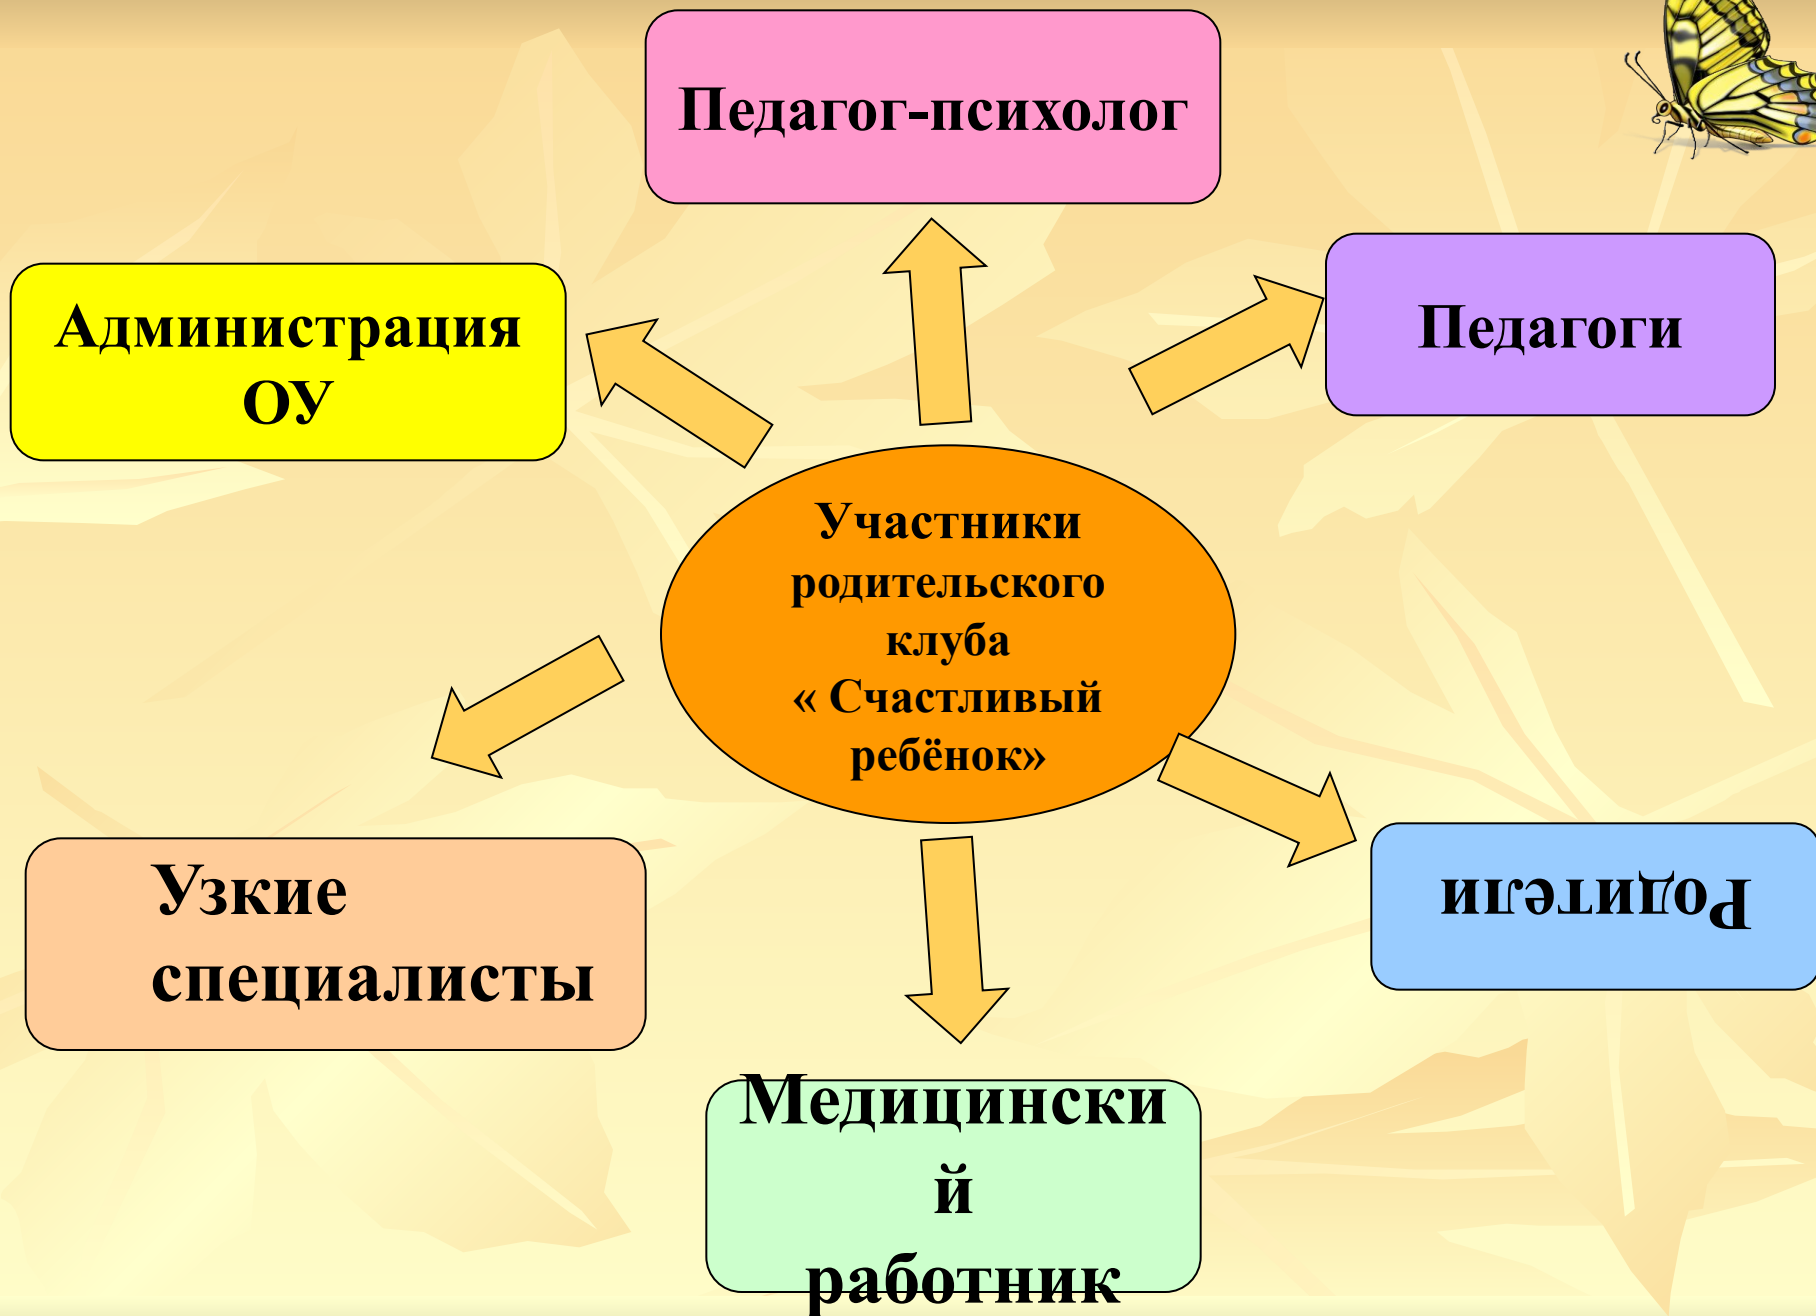 Педагог-психолог
Администрация
ОУ
Педагоги
Участники
родительского
клуба
« Счастливый
ребёнок»
Узкие
специалисты
Родители
Медицински
й
работник